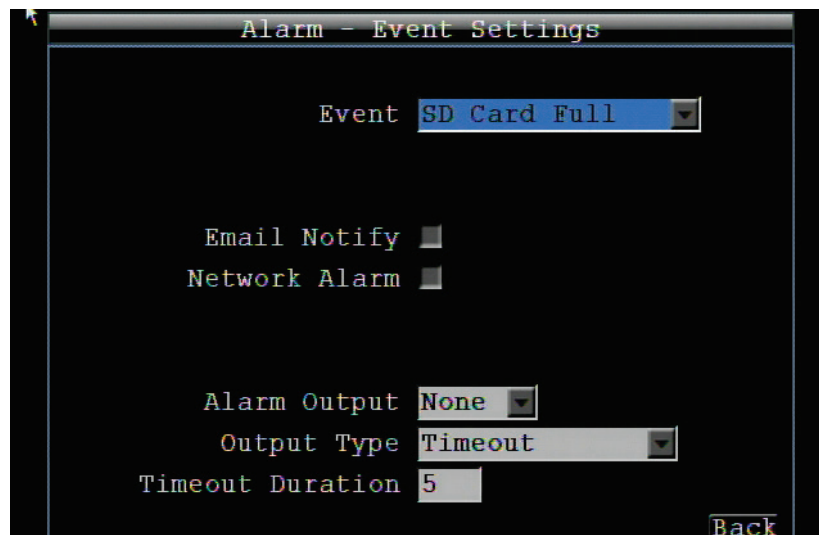 Alarm - Event Settings
Event SD Card Full
Email Notify
Network Alarm
Alarm Output None
Output Type Timeout
Timeout Duration 5
Back